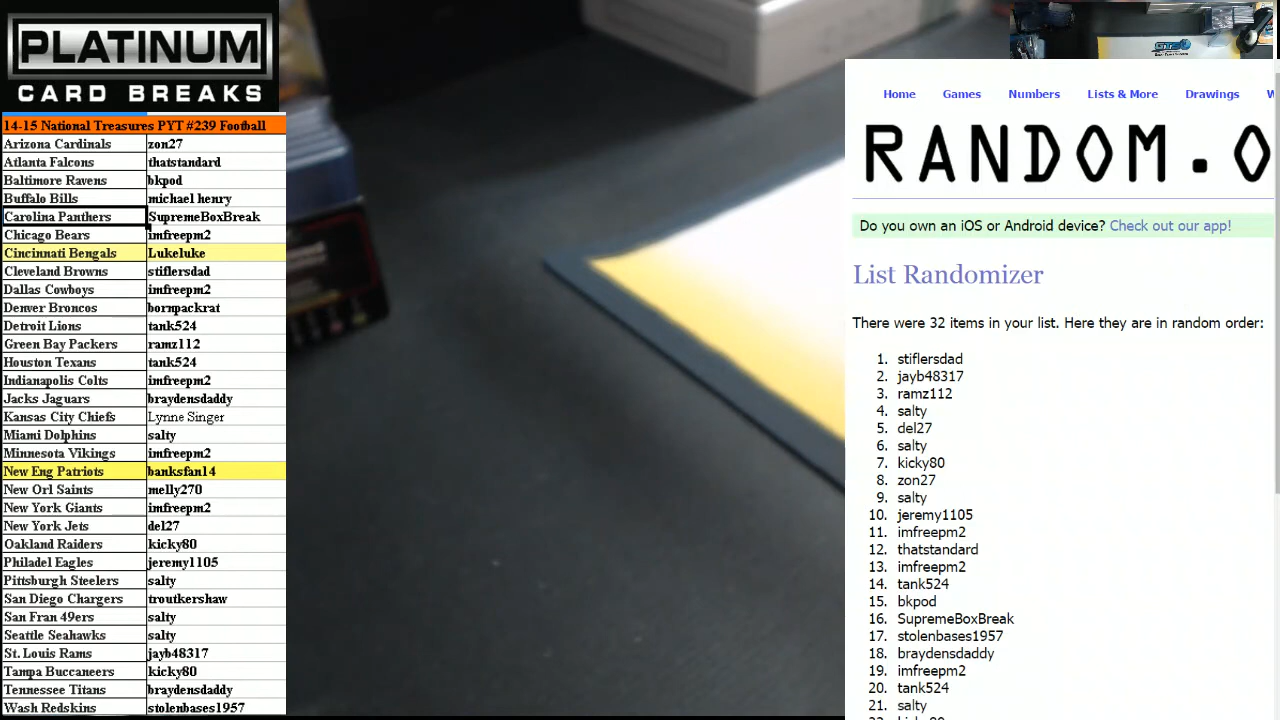 PLATINUM
CARD BREAKS
14-15 National Treasures PYT #239 Football
Arizona Cardinals zon27
Atlanta Falcons thatstandard
Baltimore Ravens bkpod
Buffalo Bills michael henry
Carolina Panthers SupremeBoxBreak
Chicago Bears imfreepm2
Cincinnati Bengals Lukeluke
Cleveland Browns stiflersdad
Dallas Cowboys imfreepm2
Denver Broncos bornpackrat
Detroit Lions tank524
Green Bay Packers ramz112
Houston Texans tank524
Indianapolis Colts imfreepm2
Jacks Jaguars braydensdaddy
Kansas City Chiefs Lynne Singer
Miami Dolphins salty
Minnesota Vikings imfreepm2
New Eng Patriots banksfan14
New Orl Saints melly270
New York Giants imfreepm2
New York Jets del27
Oakland Raiders kicky80
Philadel Eagles jeremy1105
Pittsburgh Steelers salty
San Diego Chargers troutkershaw
San Fran 49ers salty
Seattle Seahawks salty
St. Louis Rams jayb48317
Tampa Buccaneers kicky80
Tennessee Titans braydensdaddy
Wash Redskins stolenbases1957
GTS
Home Games Numbers Lists & More Drawings W
RANDOM.O
Do you own an iOS or Android device? Check out our app!
List Randomizer
There were 32 items in your list. Here they are in random order:
1. stiflersdad
2. jayb48317
3. ramz112
4. salty
5. del27
6. salty
7. kicky80
8. zon27
9. salty
10. jeremy1105
11. imfreepm2
12. thatstandard
13. imfreepm2
14. tank524
15. bkpod
16. SupremeBoxBreak
17. stolenbases1957
18. braydensdaddy
19. imfreepm2
20. tank524
21. salty